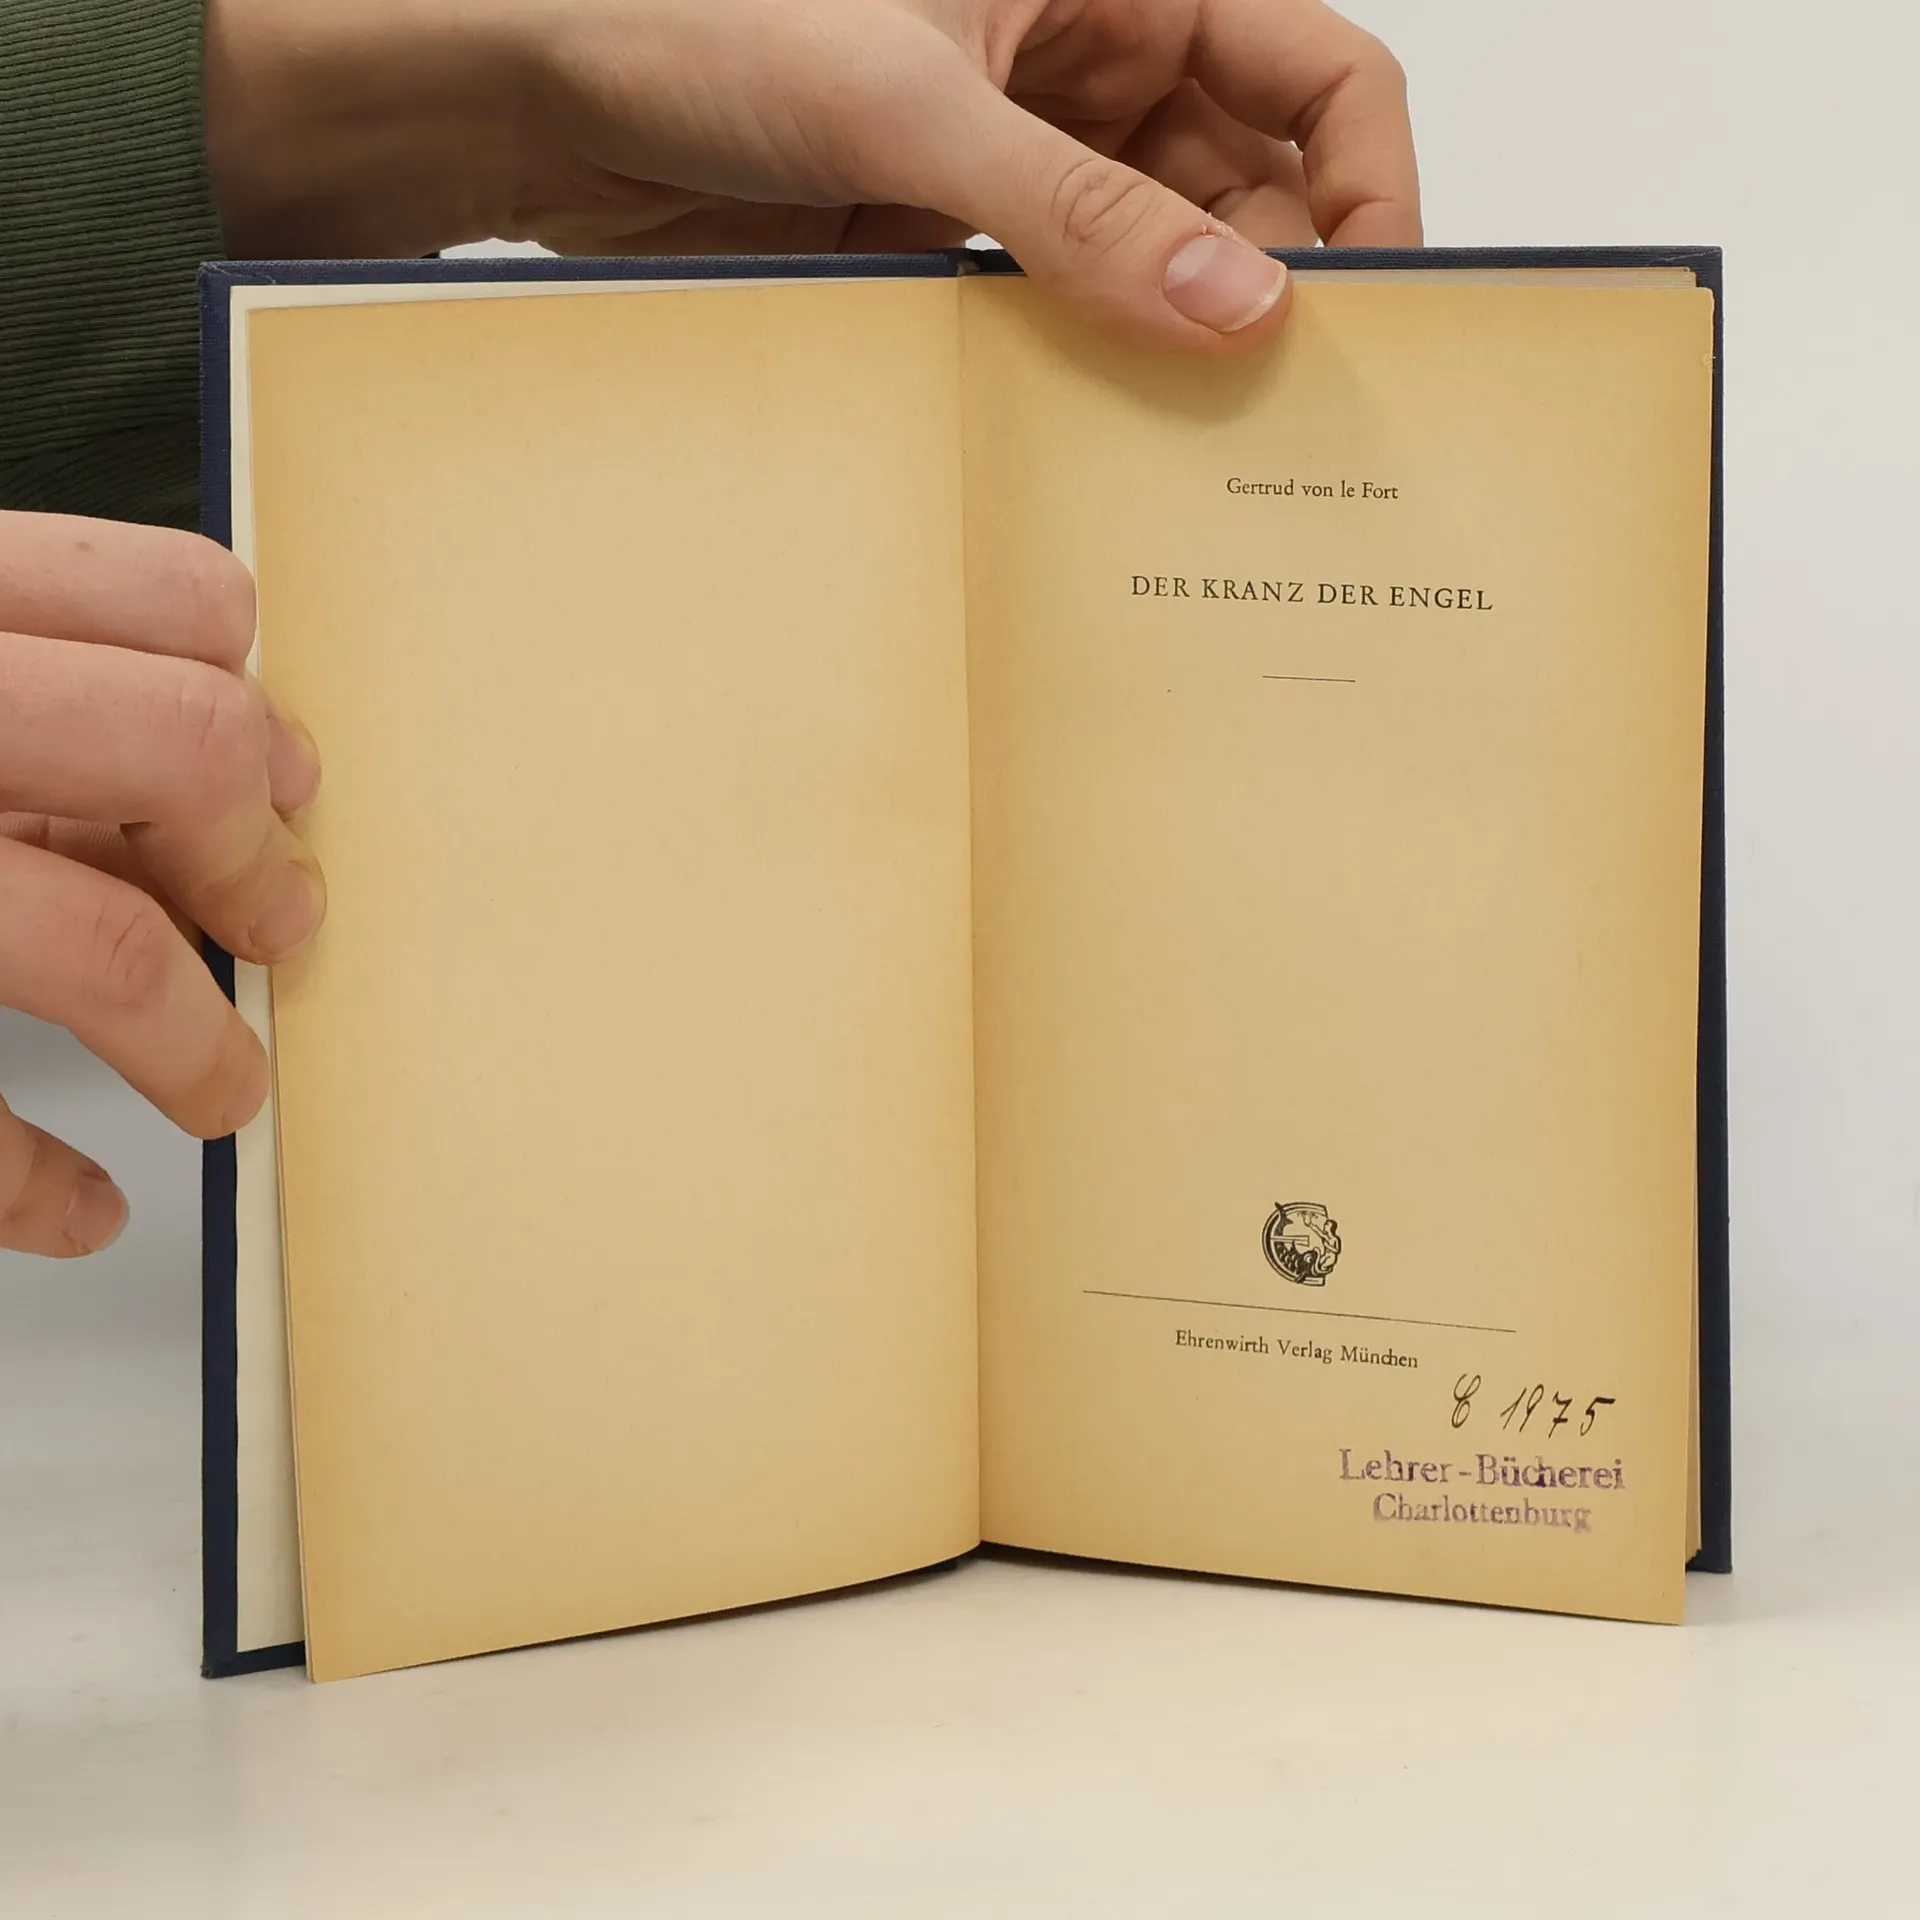 Gertrud von le Fort
DER KRANZ DER ENGEL
Ehrenwirth Verlag München
C 1975
Lehrer-Bücherei
Charlottenburg